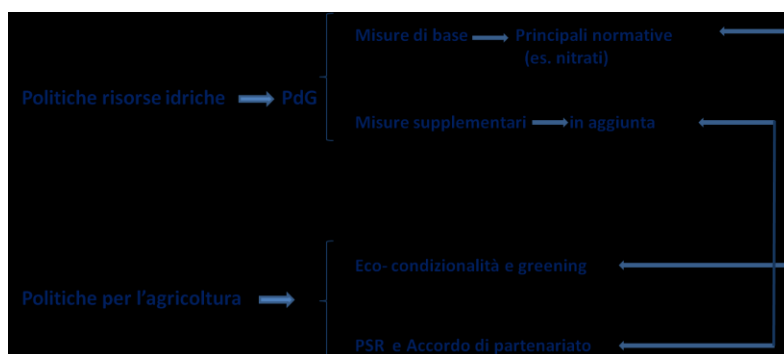 Misure di base Principali normative
(es. nitrati)
Politiche risorse idriche PdG
Misure supplementari in aggiunta
Eco- condizionalità e greening
Politiche per l'agricoltura
PSR e Accordo di partenariato